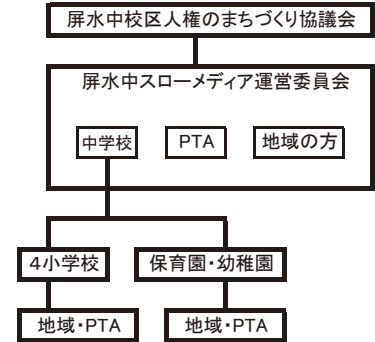 屏水中校区人権のまちづくり協議会
屏水中スローメディア運営委員会
中学校 PTA 地域の方
4小学校 保育園・幼稚園
地域・PTA 地域・PTA